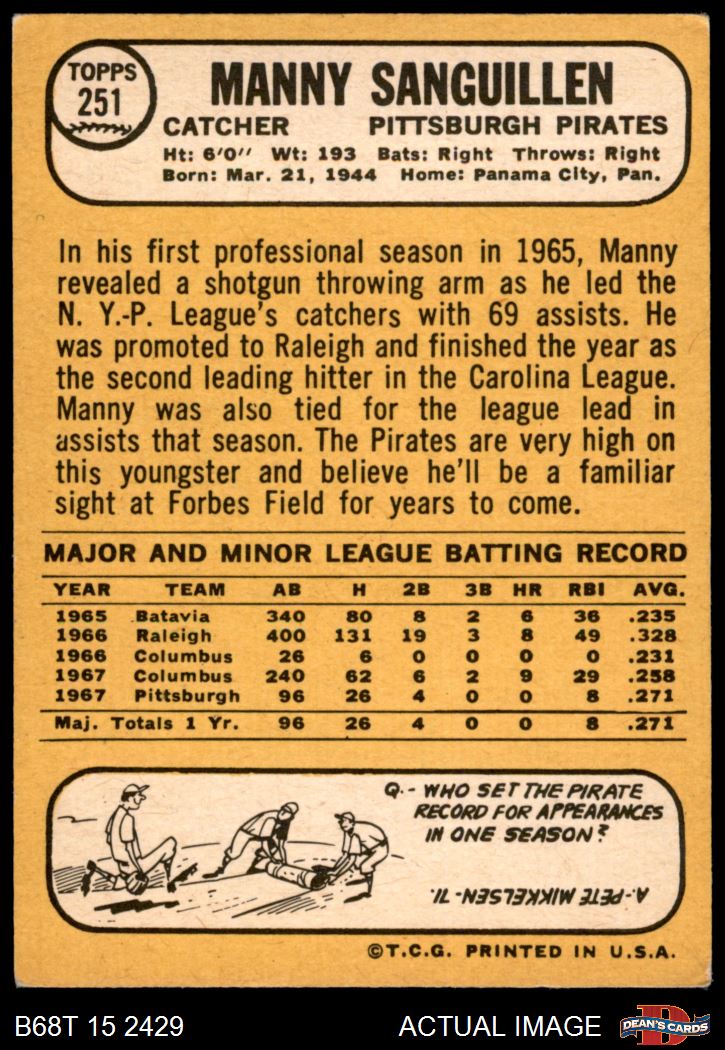 TOPPS
251
MANNY SANGUILLEN
CATCHER PITTSBURGH PIRATES
Ht: 6'0" Wt: 193 Bats: Right Throws: Right
Born: Mar. 21, 1944 Home: Panama City, Pan.
In his first professional season in 1965, Manny
revealed a shotgun throwing arm as he led the
N. Y.-P. League's catchers with 69 assists. He
was promoted to Raleigh and finished the year as
the second leading hitter in the Carolina League.
Manny was also tied for the league lead in
assists that season. The Pirates are very high on
this youngster and believe he'll be a familiar
sight at Forbes Field for years to come.
MAJOR AND MINOR LEAGUE BATTING RECORD
YEAR TEAM AB H 2B 3B HR RBI AVG.
1965 Batavia 340 80 8 2 6 36 .235
1966 Raleigh 400 131 19 3 8 49 .328
1966 Columbus 26 6 0 0 0 0 .231
1967 Columbus 240 62 6 2 9 29 .258
1967 Pittsburgh 96 26 4 0 0 8 .271
Maj. Totals 1 Yr. 96 26 4 0 0 8 .271
Q.- WHO SET THE PIRATE
RECORD FOR APPEARANCES
IN ONE SEASON?
A.-PETE MIKKELSEN-71.
©T.C.G. PRINTED IN U.S.A.
B68T 15 2429 ACTUAL IMAGE
D
DEAN'S CARDS